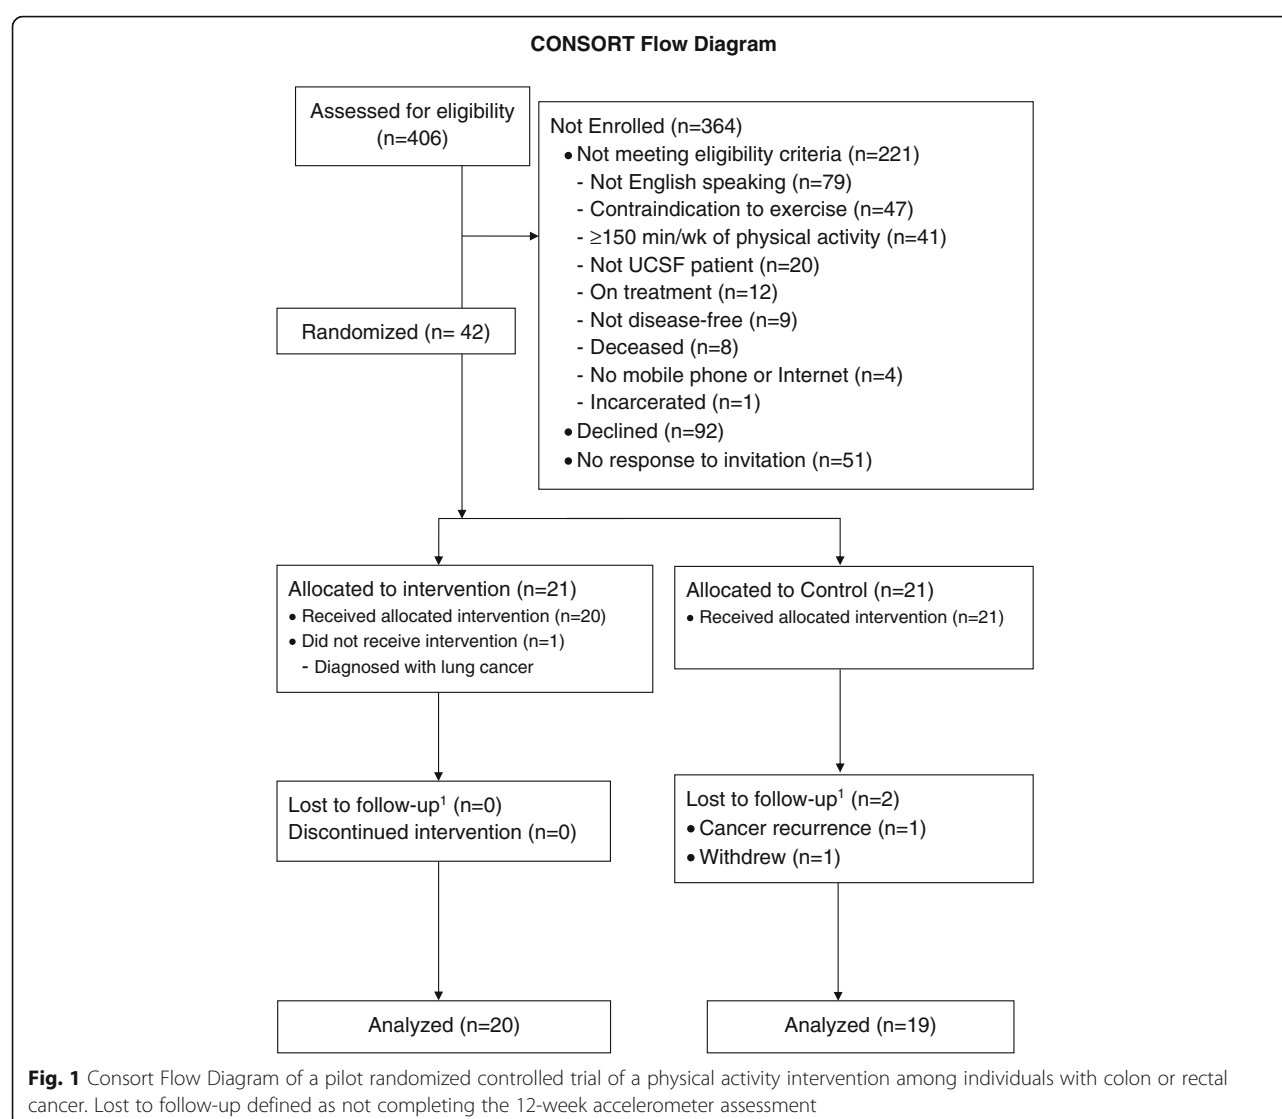 CONSORT Flow Diagram
Assessed for eligibility
(n=406)
Not Enrolled (n=364)
• Not meeting eligibility criteria (n=221)
- Not English speaking (n=79)
- Contraindication to exercise (n=47)
- ≥150 min/wk of physical activity (n=41)
- Not UCSF patient (n=20)
- On treatment (n=12)
- Not disease-free (n=9)
- Deceased (n=8)
- No mobile phone or Internet (n=4)
- Incarcerated (n=1)
• Declined (n=92)
• No response to invitation (n=51)
Randomized (n= 42)
Allocated to intervention (n=21)
• Received allocated intervention (n=20)
• Did not receive intervention (n=1)
- Diagnosed with lung cancer
Allocated to Control (n=21)
• Received allocated intervention (n=21)
Lost to follow-up¹ (n=0)
Discontinued intervention (n=0)
Lost to follow-up¹ (n=2)
• Cancer recurrence (n=1)
• Withdrew (n=1)
Analyzed (n=20)
Analyzed (n=19)
Fig. 1 Consort Flow Diagram of a pilot randomized controlled trial of a physical activity intervention among individuals with colon or rectal
cancer. Lost to follow-up defined as not completing the 12-week accelerometer assessment